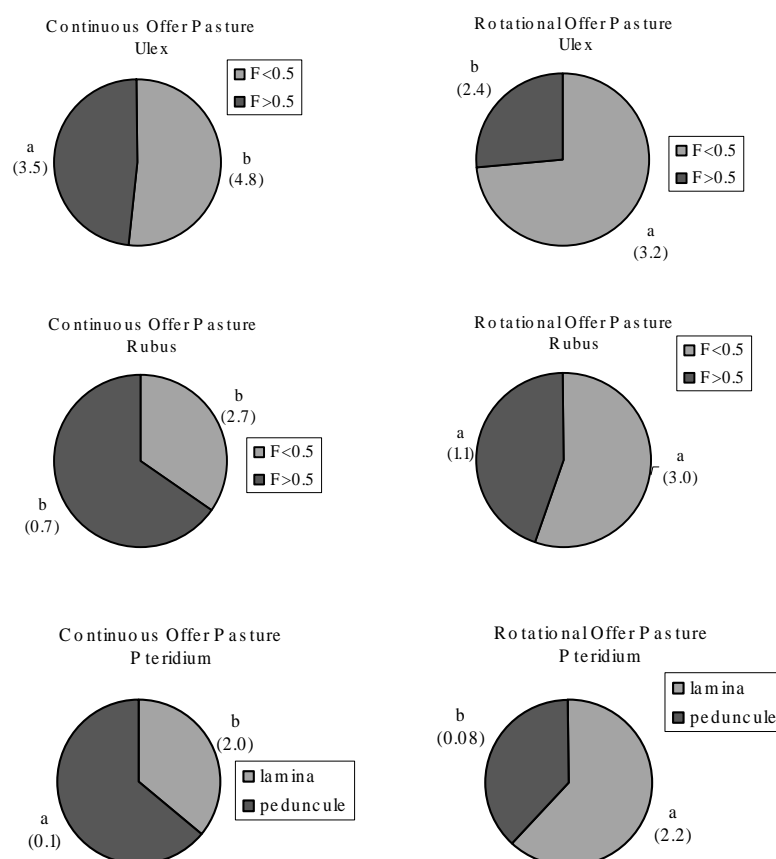 Continuous Offer Pasture
Ulex
F<0.5
F>0.5
a
(3.5)
b
(4.8)
Rotational Offer Pasture
Ulex
b
(2.4)
F<0.5
F>0.5
a
(3.2)
Continuous Offer Pasture
Rubus
b
(2.7)
F<0.5
F>0.5
b
(0.7)
Rotational Offer Pasture
Rubus
F<0.5
F>0.5
a
(1.1)
a
(3.0)
Continuous Offer Pasture
Pteridium
b
(2.0)
lamina
peduncule
a
(0.1)
Rotational Offer Pasture
Pteridium
lamina
peduncule
b
(0.08)
a
(2.2)